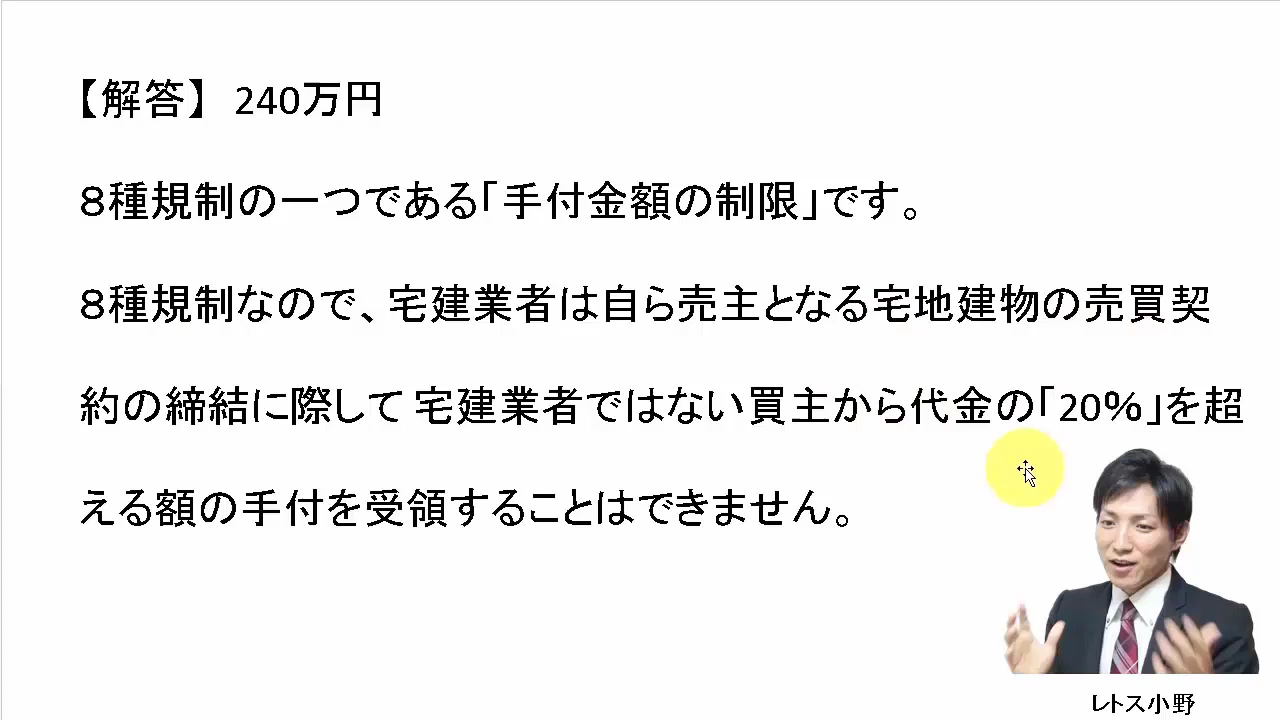 【解答】 240万円
８種規制の一つである「手付金額の制限」です。
８種規制なので、宅建業者は自ら売主となる宅地建物の売買契
約の締結に際して 宅建業者ではない買主から代金の「20％」を超
える額の手付を受領することはできません。
レトス小野